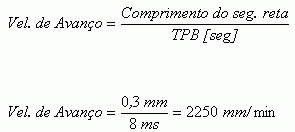 Vel. de Avanço = Comprimento do seg. reta / TPB [seg]
Vel. de Avanço = 0,3 mm / 8 ms = 2250 mm/min